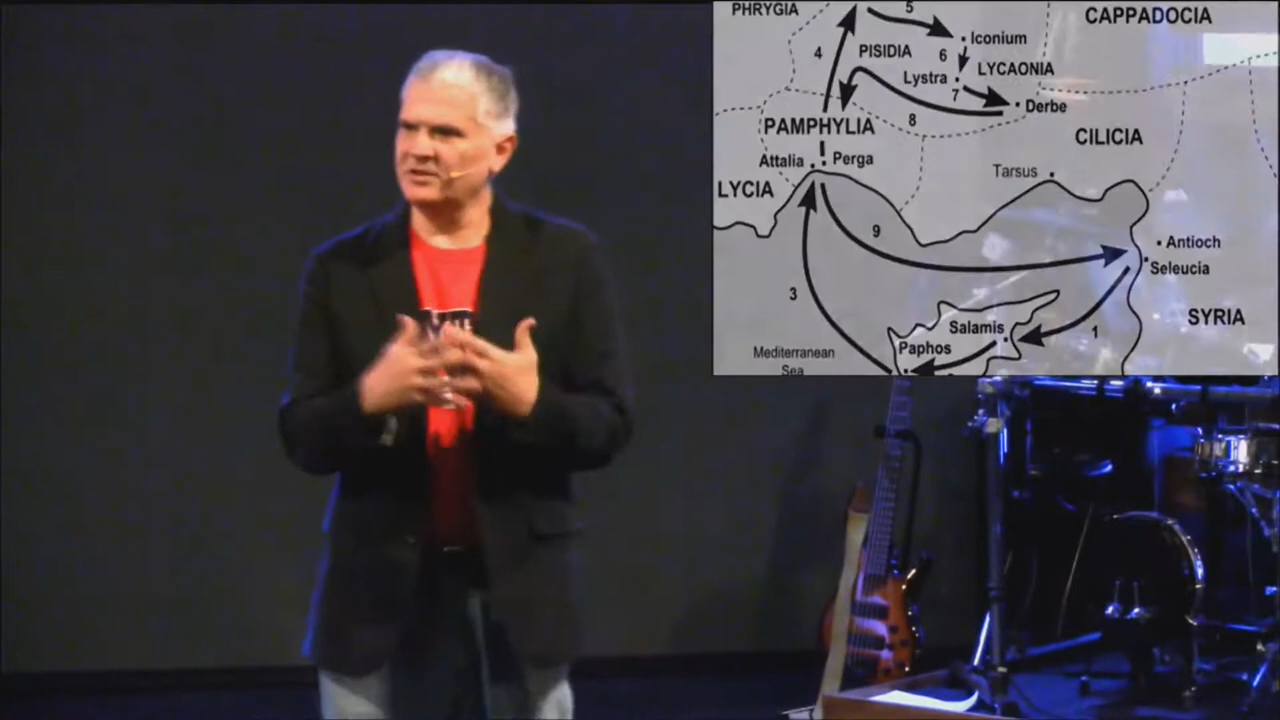 PHRYGIA
5
CAPPADOCIA
Iconium
4
PISIDIA
6
LYCAONIA
Lystra
7
Derbe
8
PAMPHYLIA
CILICIA
Attalia
Perga
Tarsus
LYCIA
9
Antioch
Seleucia
3
SYRIA
1
Salamis
Paphos
Mediterranean
Sea